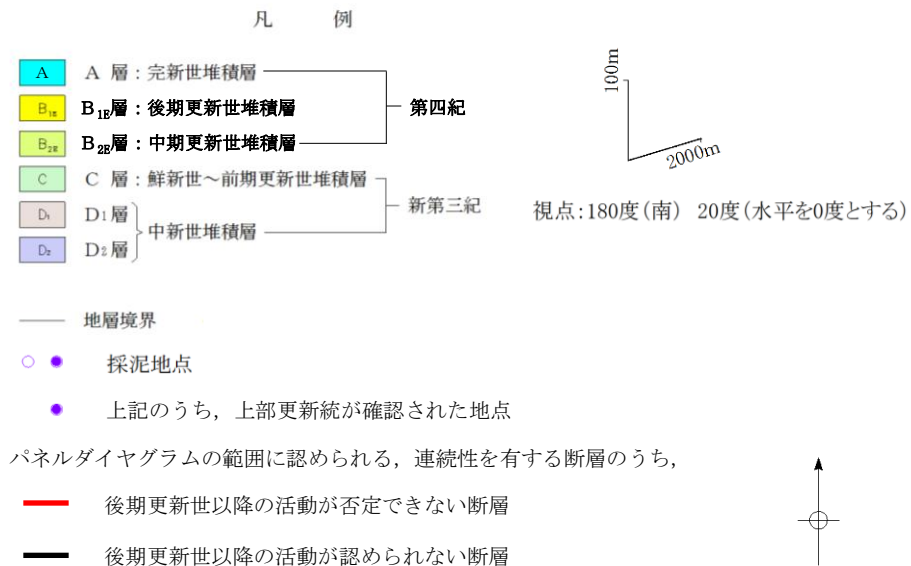 凡 例
A A 層：完新世堆積層
B1E B1E層：後期更新世堆積層 第四紀
B2E B2E層：中期更新世堆積層
C C 層：鮮新世～前期更新世堆積層
D1 D1層 中新世堆積層 新第三紀
D2 D2層
100m
2000m
視点:180度(南) 20度(水平を0度とする)
地層境界
採泥地点
上記のうち，上部更新統が確認された地点
パネルダイヤグラムの範囲に認められる，連続性を有する断層のうち，
後期更新世以降の活動が否定できない断層
後期更新世以降の活動が認められない断層